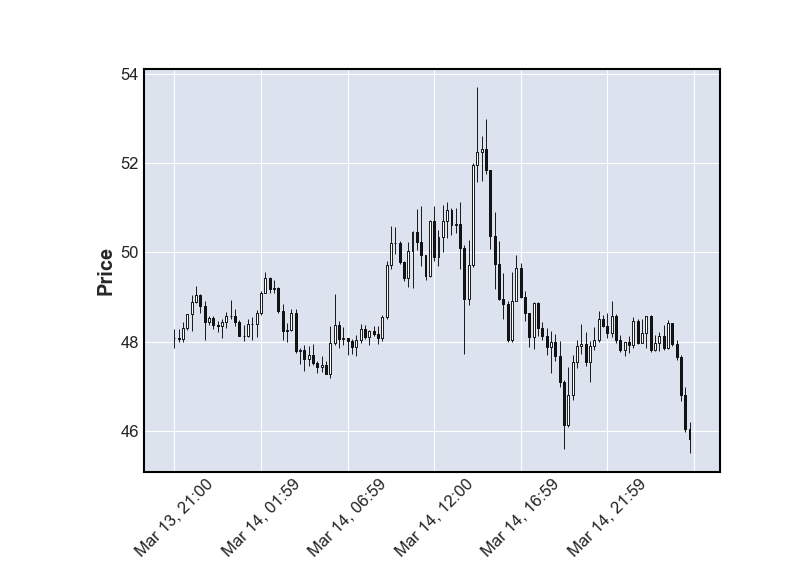 54
52
50
48
46
Price
Mar 13, 21:00
Mar 14, 01:59
Mar 14, 06:59
Mar 14, 12:00
Mar 14, 16:59
Mar 14, 21:59